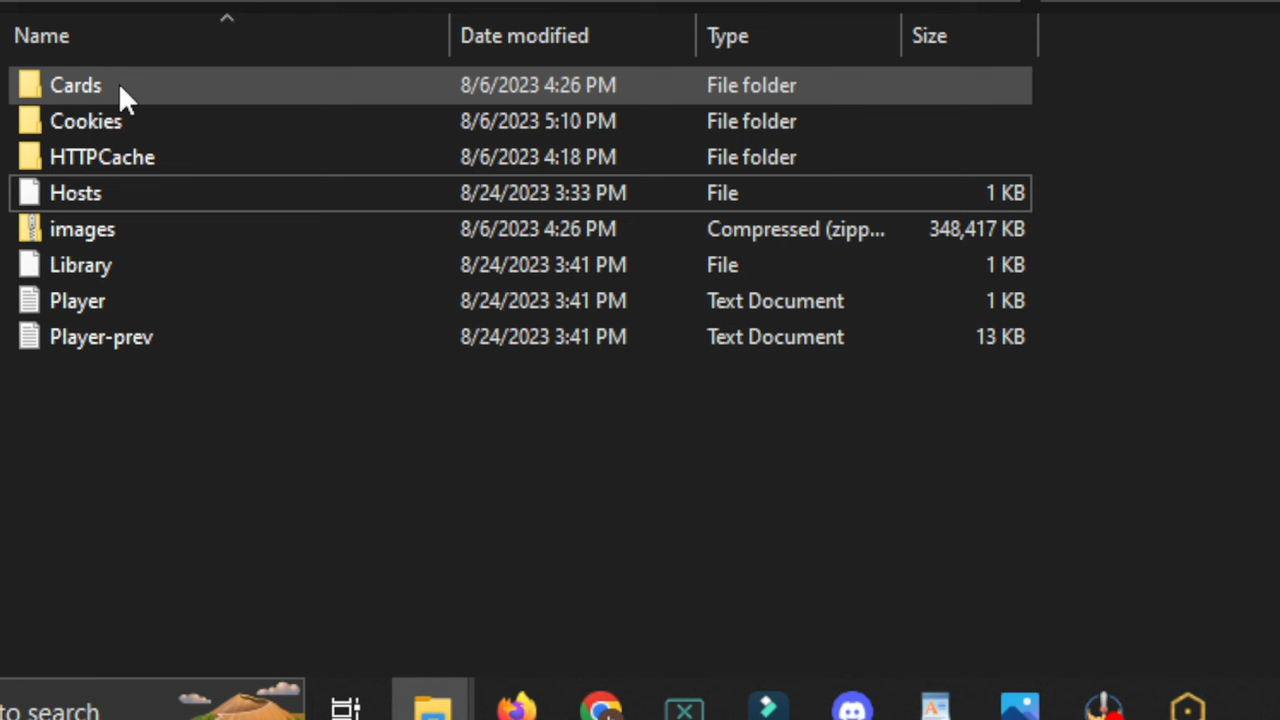 Name Date modified Type Size
Cards 8/6/2023 4:26 PM File folder
Cookies 8/6/2023 5:10 PM File folder
HTTPCache 8/6/2023 4:18 PM File folder
Hosts 8/24/2023 3:33 PM File 1 KB
images 8/6/2023 4:26 PM Compressed (zipp... 348,417 KB
Library 8/24/2023 3:41 PM File 1 KB
Player 8/24/2023 3:41 PM Text Document 1 KB
Player-prev 8/24/2023 3:41 PM Text Document 13 KB
to search